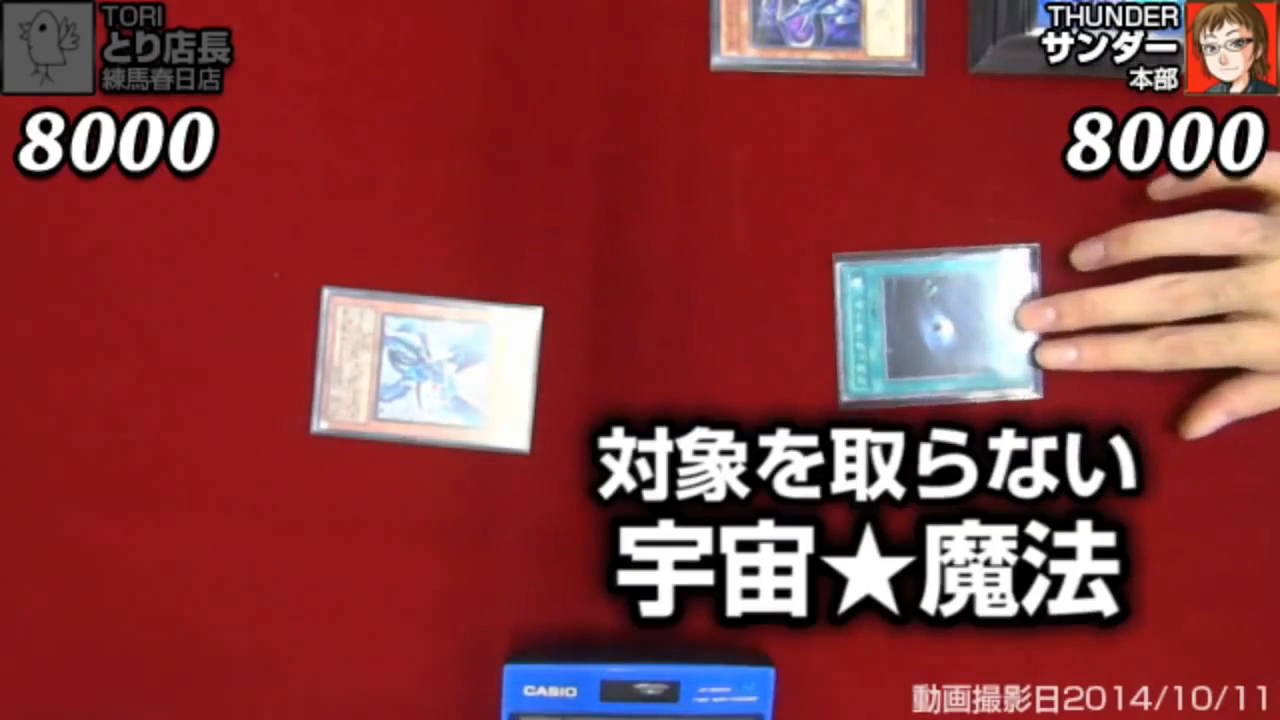 TORI
とり店長
練馬春日店
8000
THUNDER
サンダー
本部
8000
対象を取らない
宇宙★魔法
CASIO
動画撮影日2014/10/11